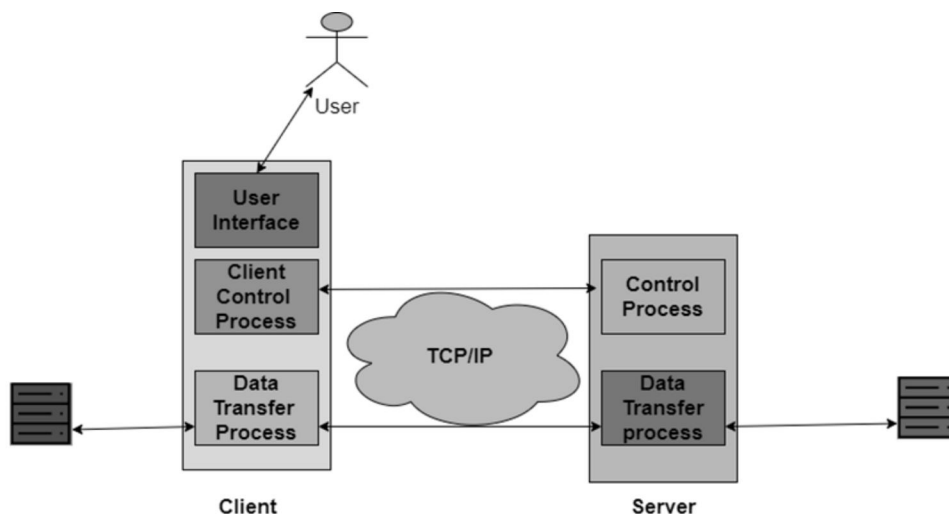 User
User
Interface
Client
Control
Process
Control
Process
TCP/IP
Data
Transfer
Process
Data
Transfer
process
Client
Server